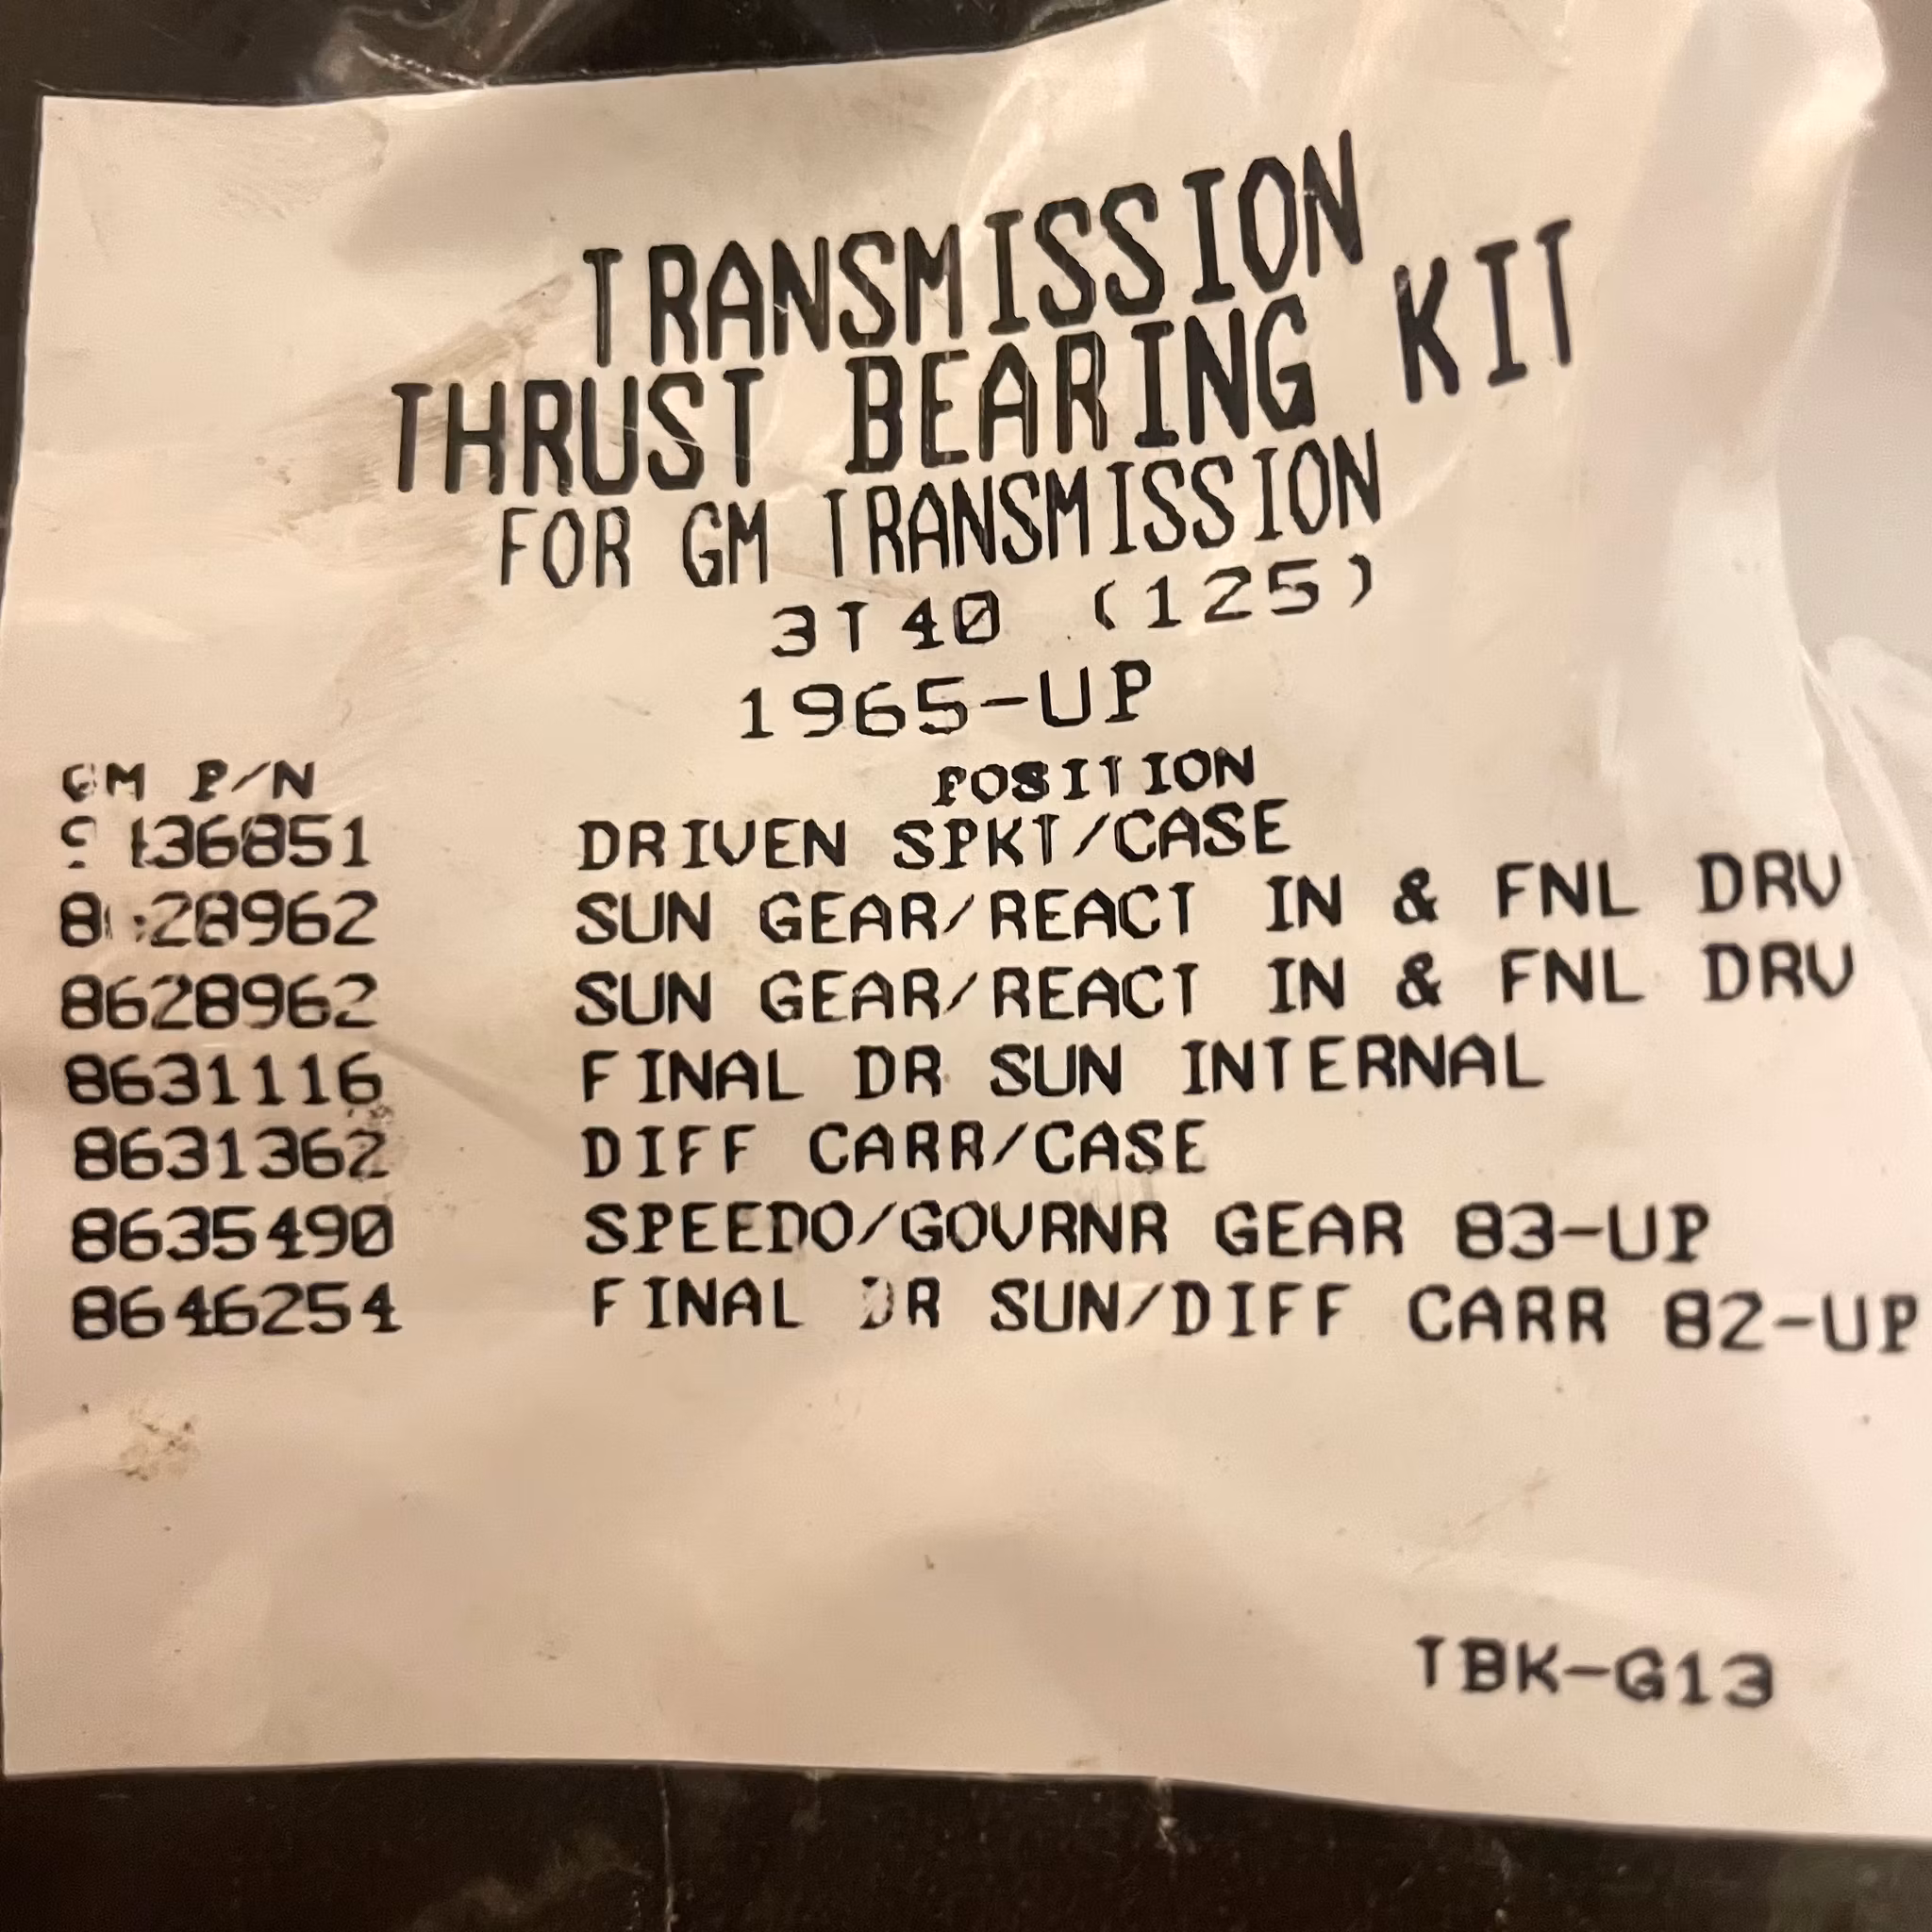 TRANSMISSION
THRUST BEARING KIT
FOR GM TRANSMISSION
3T40 (125)
1965-UP
GM P/N POSITION
DRIVEN SPKT/CASE
SUN GEAR/REACT IN & FNL DRV
8628962 SUN GEAR/REACT IN & FNL DRV
8631116 FINAL DR SUN INTERNAL
8631362 DIFF CARR/CASE
8635490 SPEEDO/GOVRNR GEAR 83-UP
8646254 FINAL DR SUN/DIFF CARR 82-UP
TBK-G13